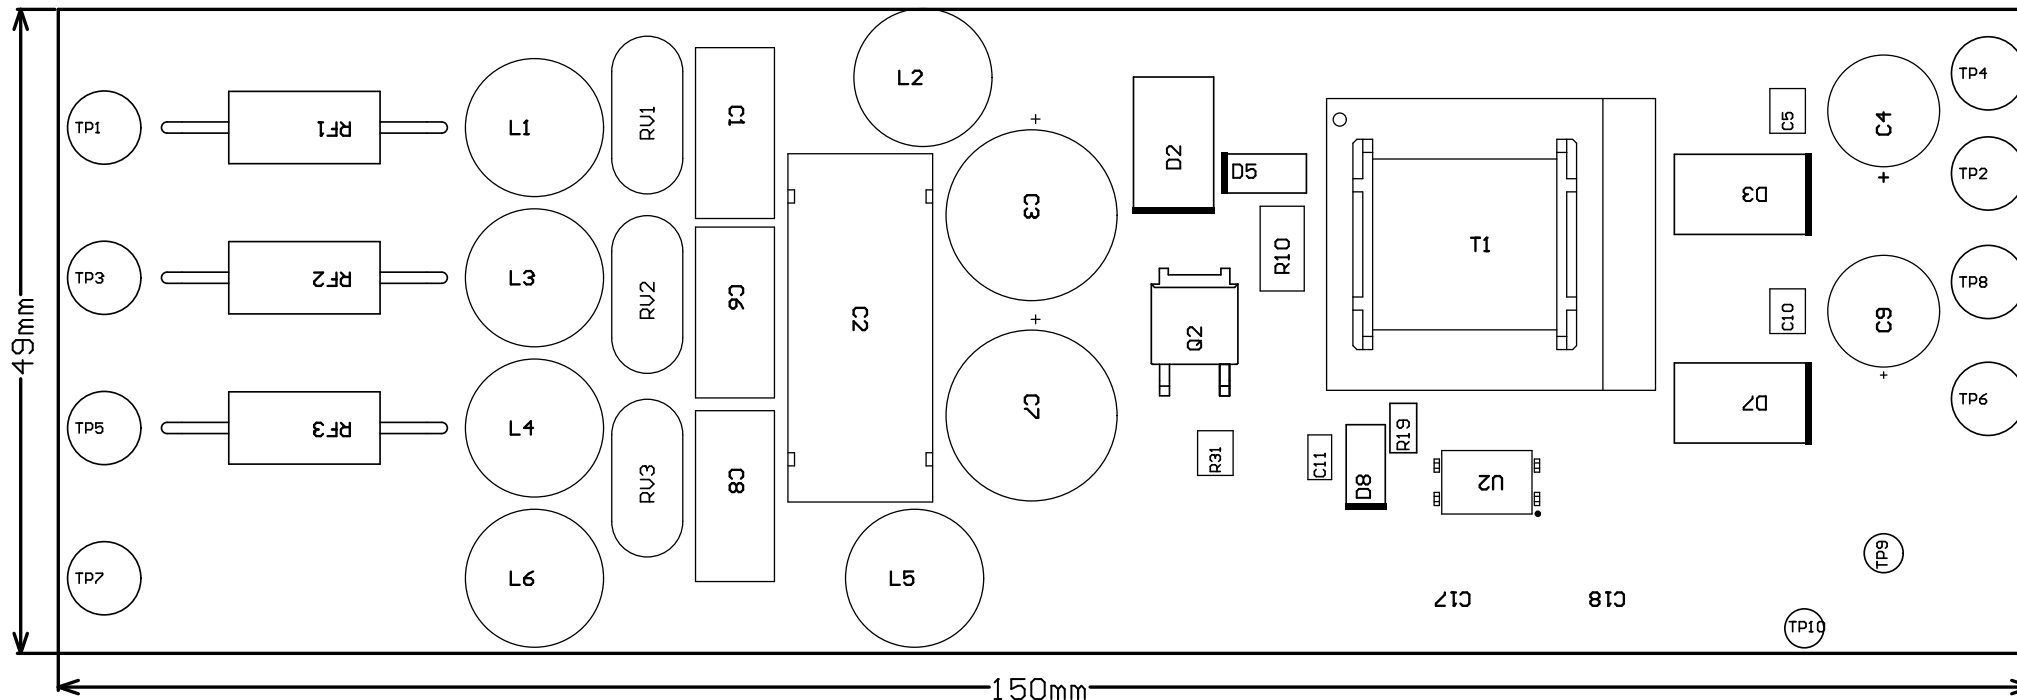 TP1
RF1
L1
RV1
C1
L2
+
D2
D5
C3
R10
T1
C5
C4
+
TP4
TP2
D3
TP3
RF2
L3
RV2
C6
C2
+
C7
Q2
C10
C9
+
TP8
TP6
D7
TP5
RF3
L4
RV3
C8
R31
C11
D8
R19
U2
TP7
L6
L5
C17
C18
TP9
TP10
49mm
150mm